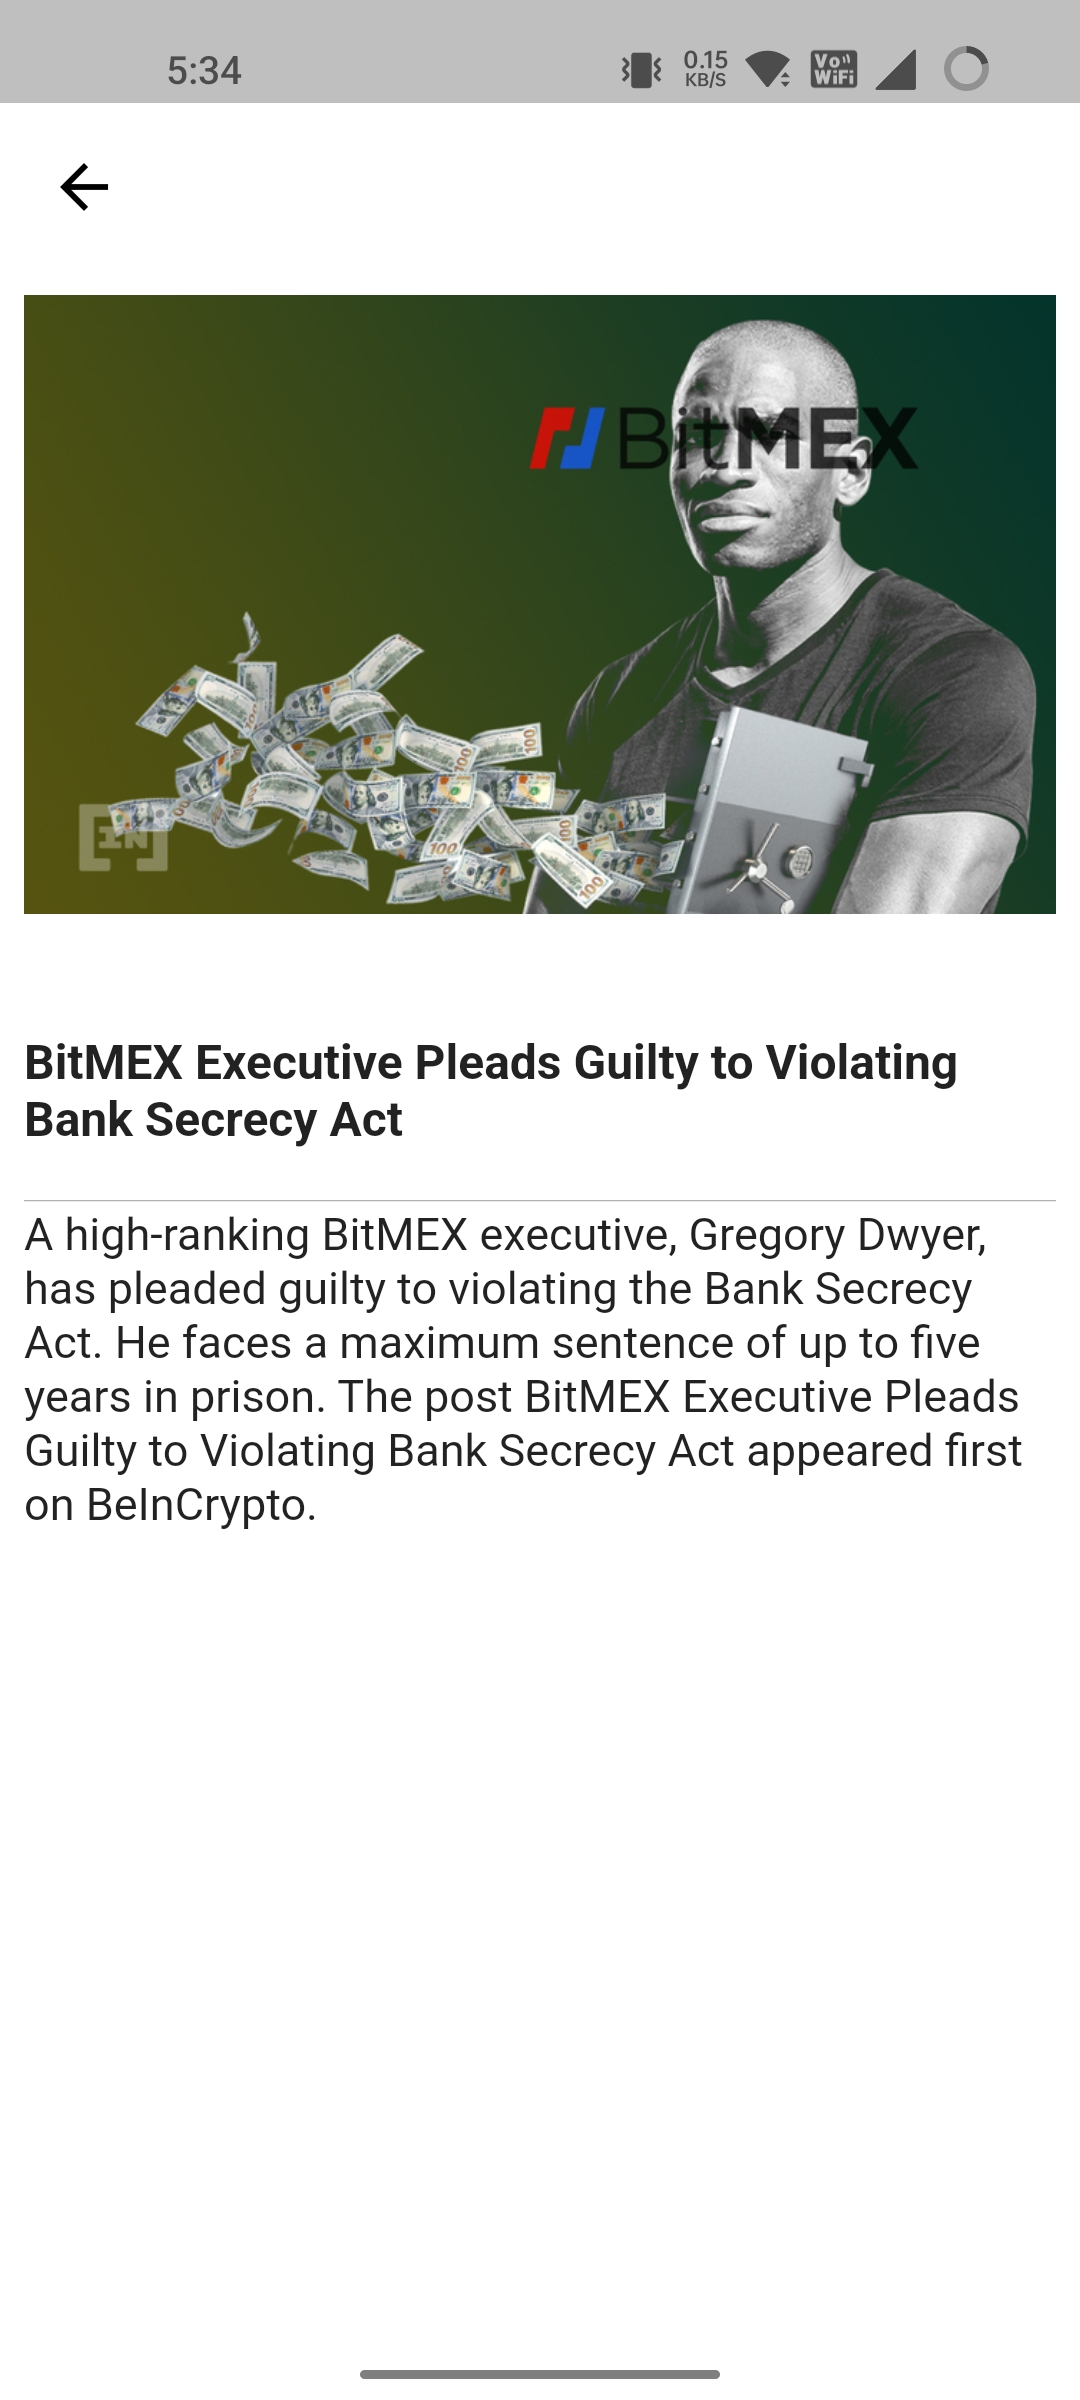 5:34
0.15
KB/S
Vo
WiFi
BitMEX
100
100
100
100
100
100
IN
BitMEX Executive Pleads Guilty to Violating
Bank Secrecy Act
A high-ranking BitMEX executive, Gregory Dwyer,
has pleaded guilty to violating the Bank Secrecy
Act. He faces a maximum sentence of up to five
years in prison. The post BitMEX Executive Pleads
Guilty to Violating Bank Secrecy Act appeared first
on BeInCrypto.